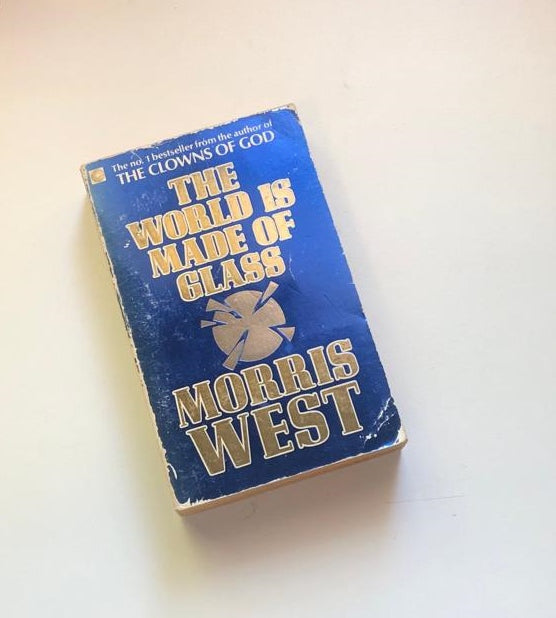 The no. 1 bestseller from the author of
THE CLOWNS OF GOD
THE
WORLD IS
MADE OF
GLASS
MORRIS
WEST